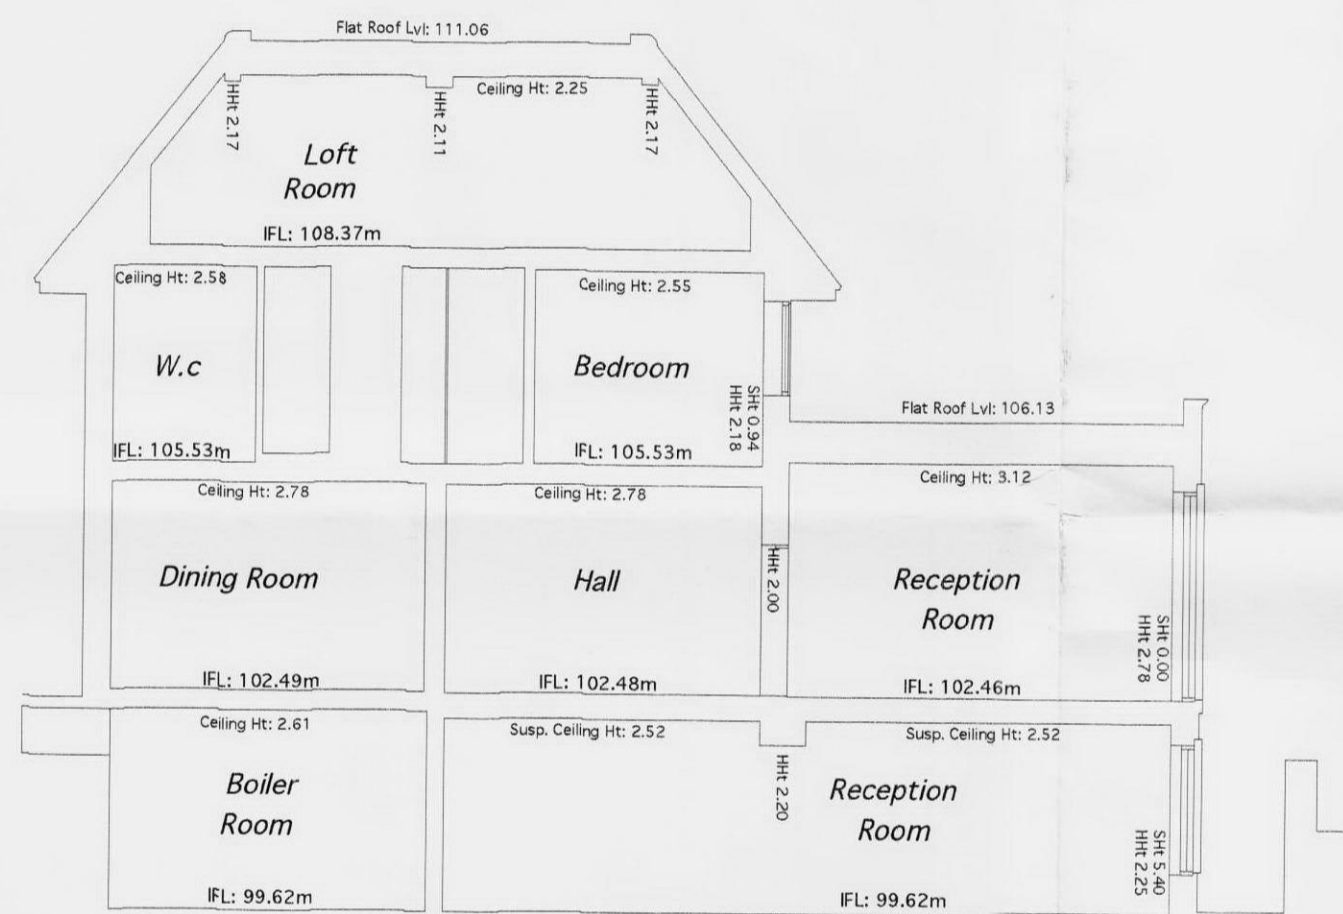 Flat Roof Lvl: 111.06
Ceiling Ht: 2.25
HHt 2.17
HHt 2.11
HHt 2.17
Loft
Room
IFL: 108.37m
Ceiling Ht: 2.58
W.c
IFL: 105.53m
Ceiling Ht: 2.55
Bedroom
SHt 0.94
HHt 2.18
IFL: 105.53m
Flat Roof Lvl: 106.13
Ceiling Ht: 2.78
Dining Room
IFL: 102.49m
Ceiling Ht: 2.78
Hall
IFL: 102.48m
HHt 2.00
Ceiling Ht: 3.12
Reception
Room
SHt 0.00
HHt 2.78
IFL: 102.46m
Ceiling Ht: 2.61
Boiler
Room
IFL: 99.62m
Susp. Ceiling Ht: 2.52
HHt 2.20
Susp. Ceiling Ht: 2.52
Reception
Room
SHt 5.40
HHt 2.25
IFL: 99.62m